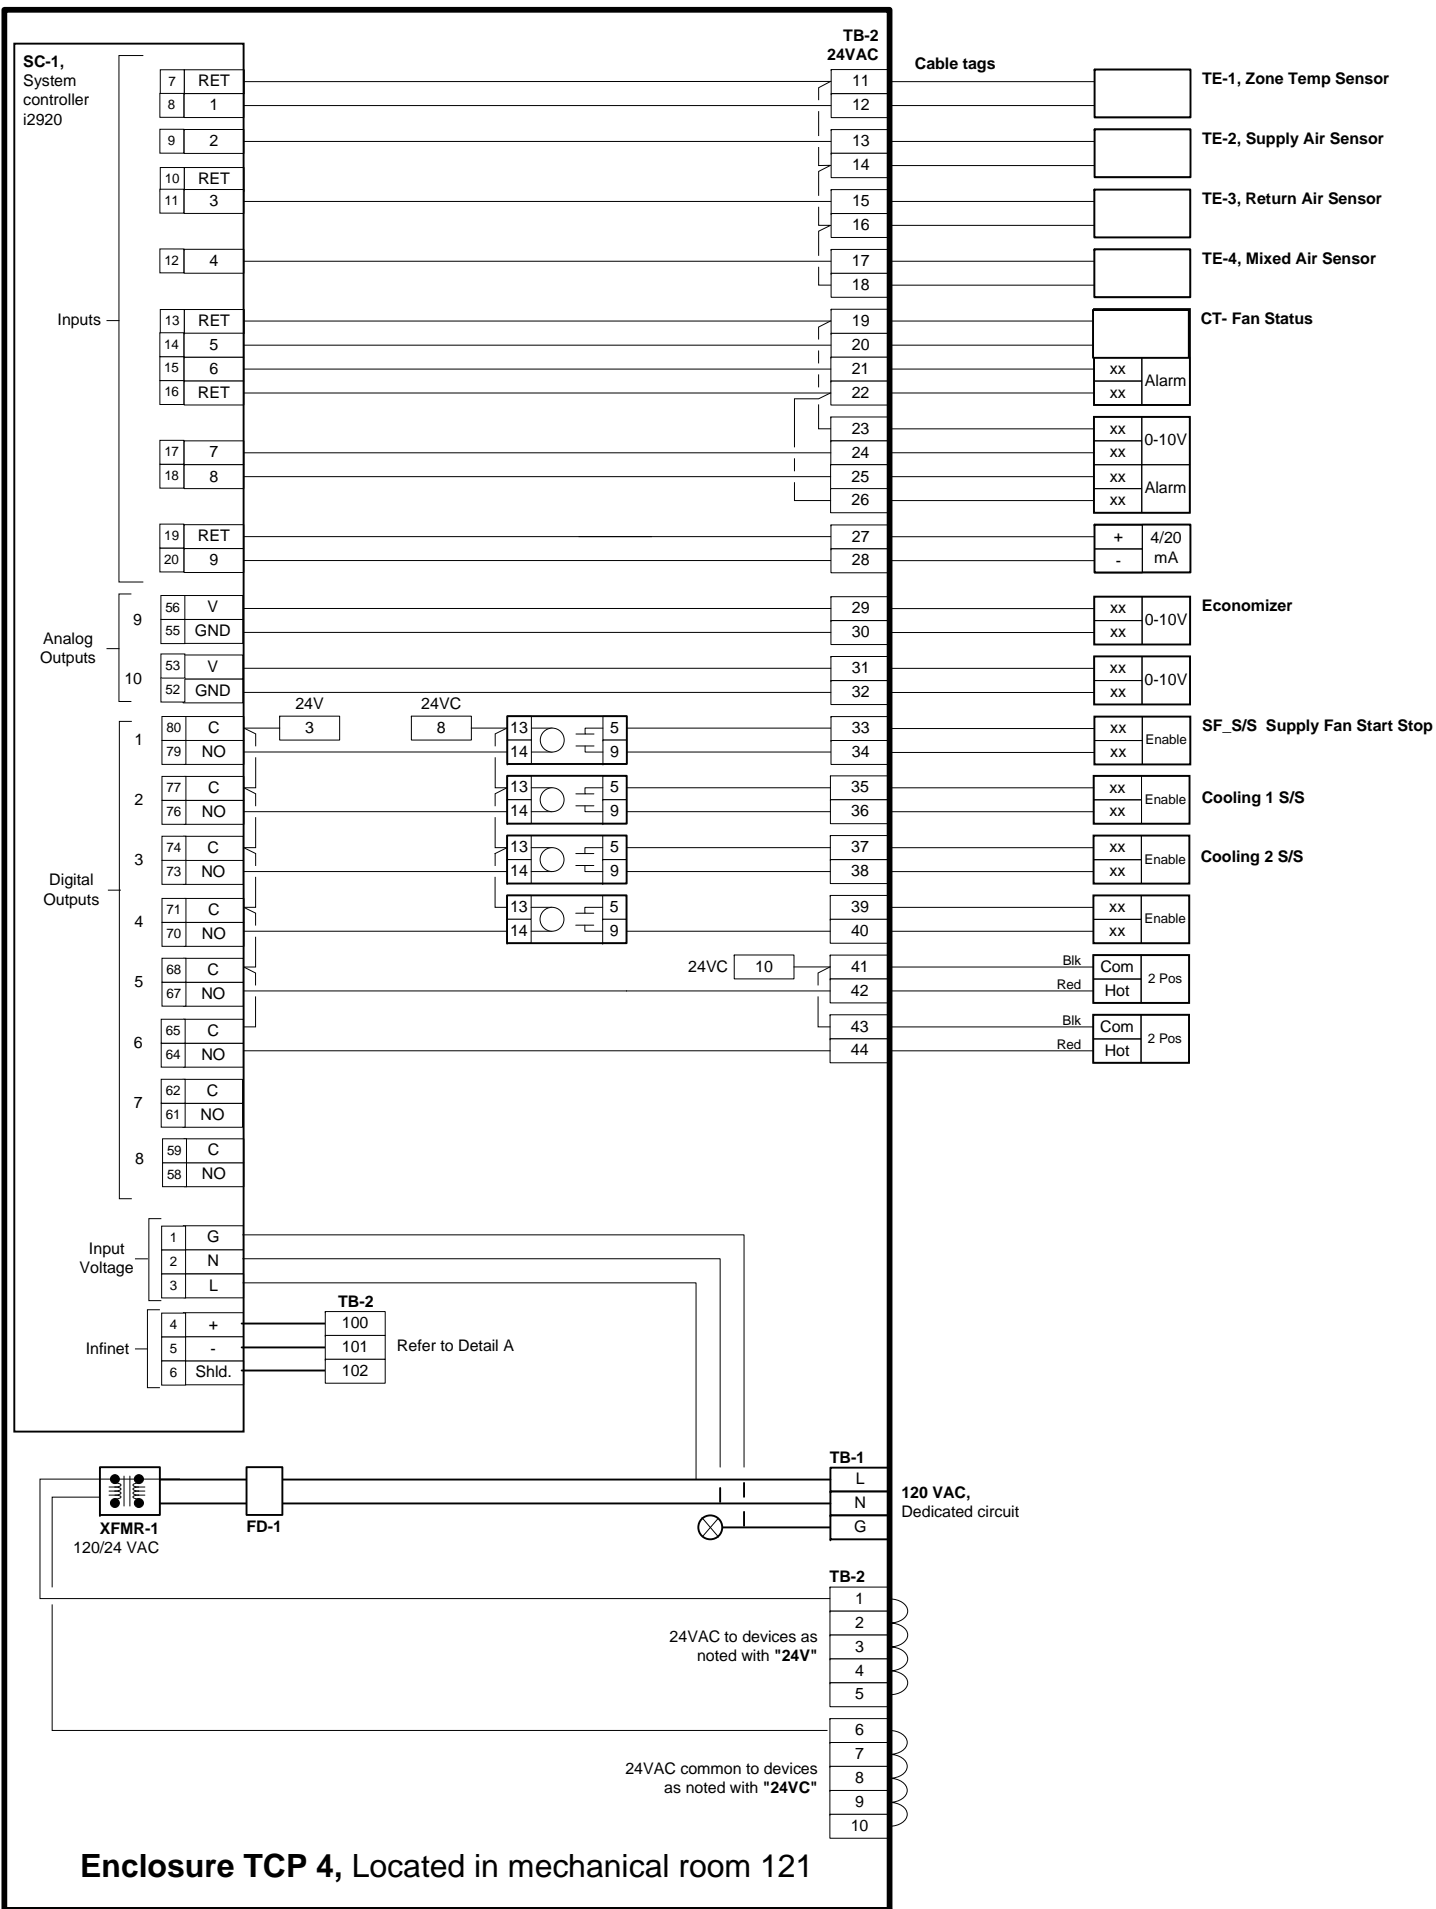 TB-2
24VAC
Cable tags
SC-1,
System
controller
i2920
7 RET 11 TE-1, Zone Temp Sensor
8 1 12
9 2 13 TE-2, Supply Air Sensor
14
10 RET
11 3 15 TE-3, Return Air Sensor
16
12 4 17 TE-4, Mixed Air Sensor
18
Inputs
13 RET 19 CT- Fan Status
14 5 20
15 6 21 xx Alarm
16 RET 22 xx
23 xx 0-10V
17 7 24 xx
18 8 25 xx Alarm
26 xx
19 RET 27 + 4/20
20 9 28 - mA
Analog
Outputs
9
56 V 29 xx 0-10V Economizer
55 GND 30 xx
10
53 V 31 xx 0-10V
52 GND 32 xx
24V 24VC
Digital
Outputs
1
80 C 3 8 13 5 33 xx Enable SF_S/S Supply Fan Start Stop
79 NO 14 9 34 xx
2
77 C 13 5 35 xx Enable Cooling 1 S/S
76 NO 14 9 36 xx
3
74 C 13 5 37 xx Enable Cooling 2 S/S
73 NO 14 9 38 xx
4
71 C 13 5 39 xx Enable
70 NO 14 9 40 xx
5
68 C 24VC 10 41 Blk Com 2 Pos
67 NO 42 Red Hot
6
65 C 43 Blk Com 2 Pos
64 NO 44 Red Hot
7
62 C
61 NO
8
59 C
58 NO
Input
Voltage
1 G
2 N
3 L
TB-2
Infinet
4 + 100
5 - 101 Refer to Detail A
6 Shld. 102
TB-1
L
N
G
120 VAC,
Dedicated circuit
XFMR-1
120/24 VAC
FD-1
TB-2
1
2
3
4
5
24VAC to devices as
noted with "24V"
6
7
8
9
10
24VAC common to devices
as noted with "24VC"
Enclosure TCP 4, Located in mechanical room 121